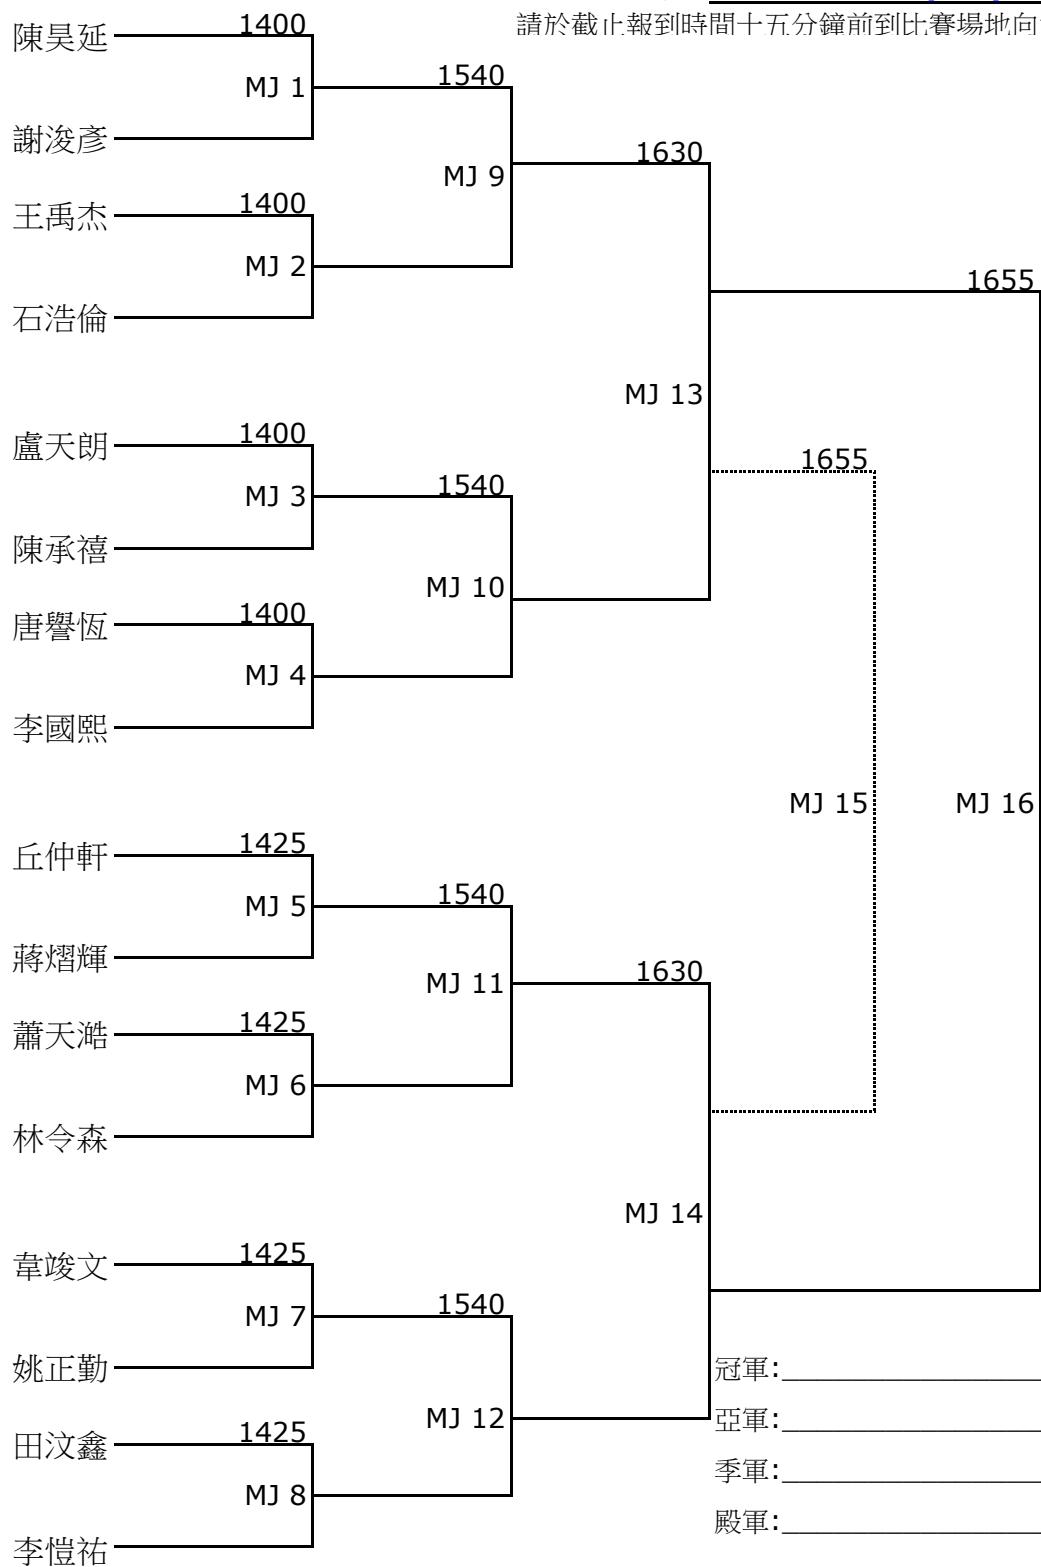 請於截止報到時間十五分鐘前到比賽場地向
陳昊延 1400
MJ 1 1540
謝浚彥
1630
MJ 9
王禹杰 1400
MJ 2
1655
石浩倫
MJ 13
盧天朗 1400
1655
MJ 3 1540
陳承禧
MJ 10
唐譽恆 1400
MJ 4
李國熙
MJ 15 MJ 16
丘仲軒 1425
MJ 5 1540
蔣熠輝
MJ 11 1630
蕭天澔 1425
MJ 6
林令森
MJ 14
韋竣文 1425
MJ 7 1540
姚正勤
冠軍:
MJ 12
亞軍:
田汶鑫 1425
季軍:
MJ 8
殿軍:
李愷祐